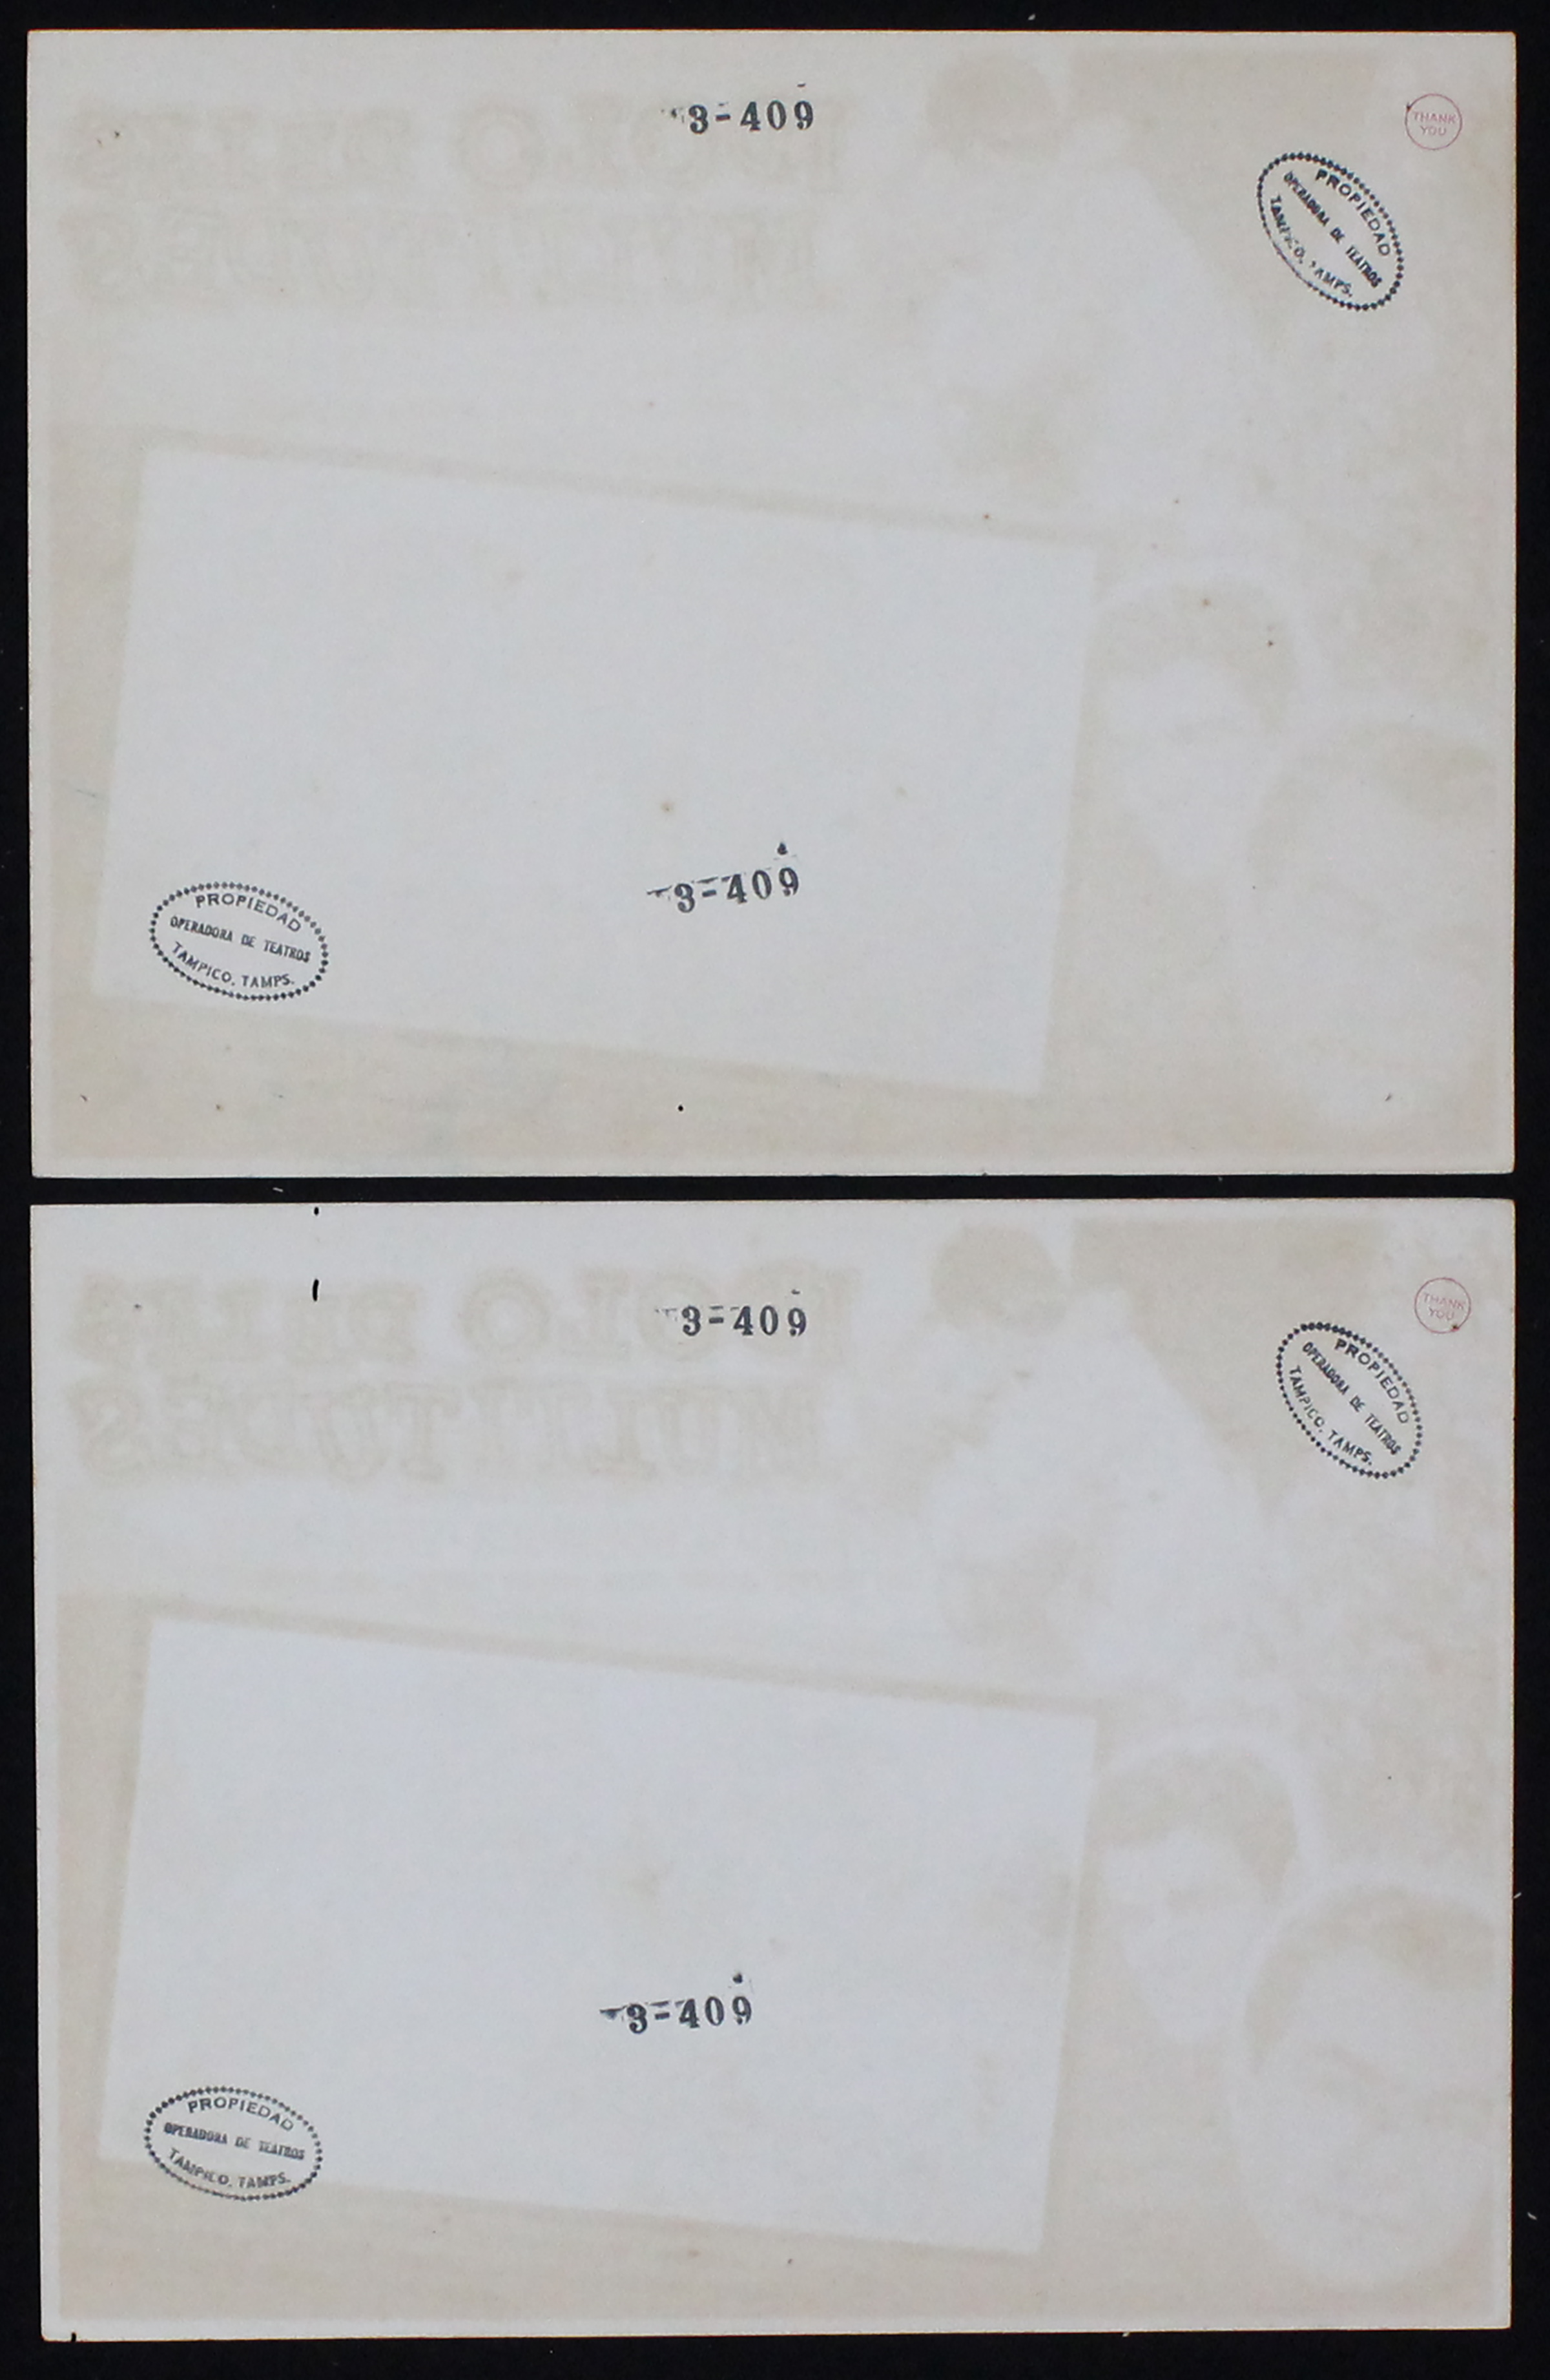 3-409
THANK
YOU
PROPIEDAD
OPERADORA DE TEATROS
TAMPICO, TAMPS.
3-409
PROPIEDAD
OPERADORA DE TEATROS
TAMPICO, TAMPS.
3-409
THANK
YOU
PROPIEDAD
OPERADORA DE TEATROS
TAMPICO, TAMPS.
3-409
PROPIEDAD
OPERADORA DE TEATROS
TAMPICO, TAMPS.